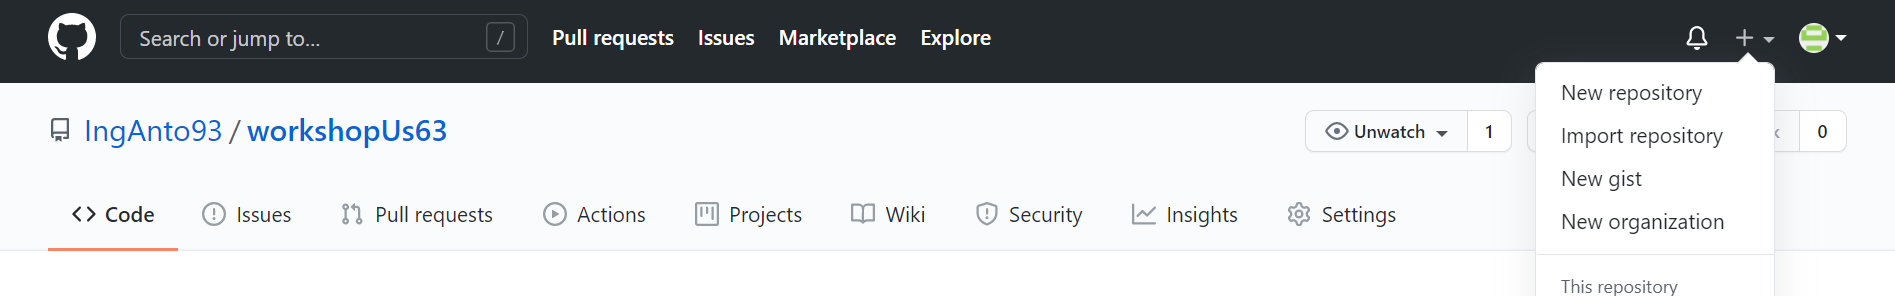 Search or jump to... /
Pull requests Issues Marketplace Explore
IngAnto93 / workshopUs63
Unwatch 1
0
Code Issues Pull requests Actions Projects Wiki Security Insights Settings
New repository
Import repository
New gist
New organization
This repository